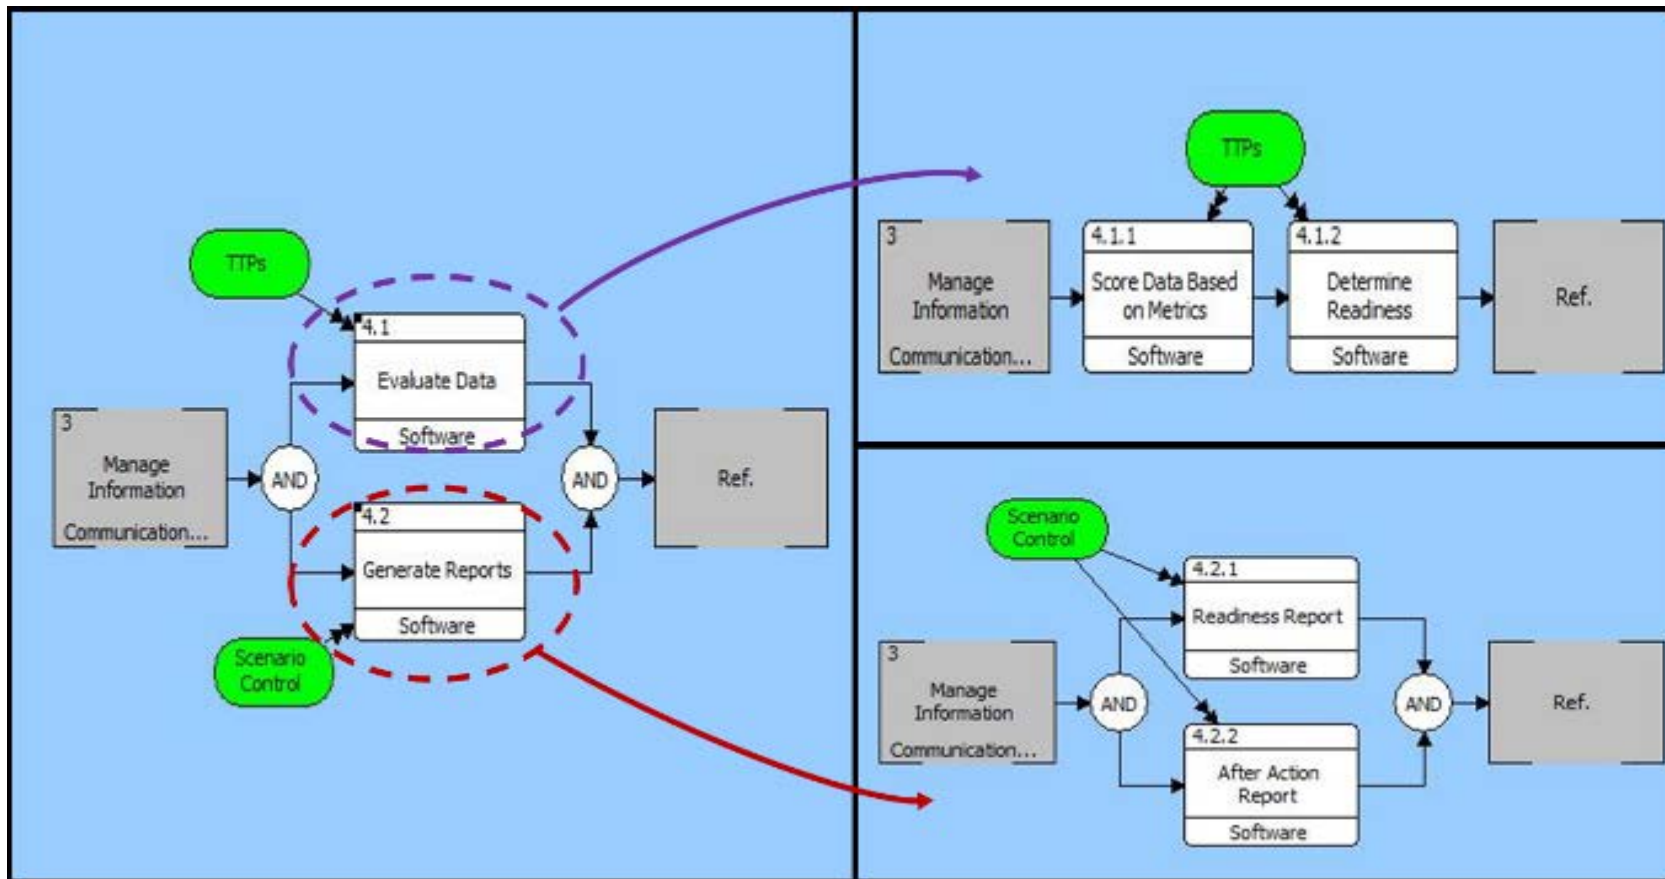 TTPs
4.1
Evaluate Data
Software
3
Manage
Information
Communication...
AND
AND
Ref.
4.2
Generate Reports
Software
Scenario
Control
TTPs
3
Manage
Information
Communication...
4.1.1
Score Data Based
on Metrics
Software
4.1.2
Determine
Readiness
Software
Ref.
Scenario
Control
4.2.1
Readiness Report
Software
3
Manage
Information
Communication...
AND
AND
Ref.
4.2.2
After Action
Report
Software